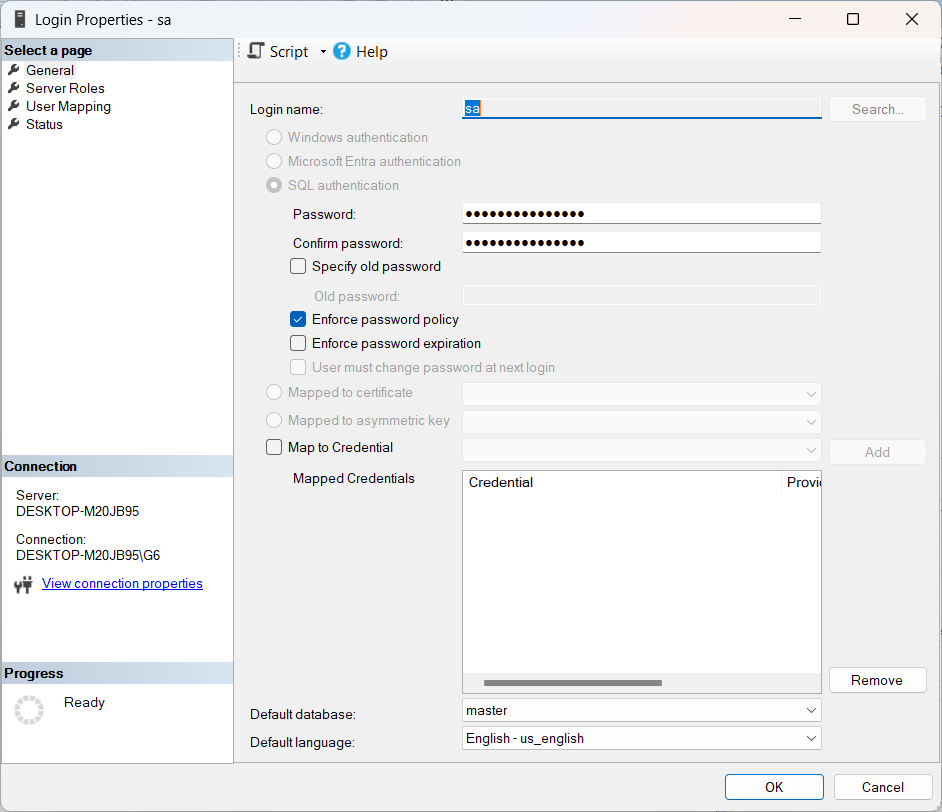 Login Properties - sa
Select a page
General
Server Roles
User Mapping
Status
Script
Help
Login name:
sa
Search...
Windows authentication
Microsoft Entra authentication
SQL authentication
Password:
●●●●●●●●●●●●●●●
Confirm password:
●●●●●●●●●●●●●●●
Specify old password
Old password:
Enforce password policy
Enforce password expiration
User must change password at next login
Mapped to certificate
Mapped to asymmetric key
Map to Credential
Add
Mapped Credentials
Credential
Provi
Remove
Default database:
master
Default language:
English - us_english
Connection
Server:
DESKTOP-M20JB95
Connection:
DESKTOP-M20JB95\G6
View connection properties
Progress
Ready
OK
Cancel